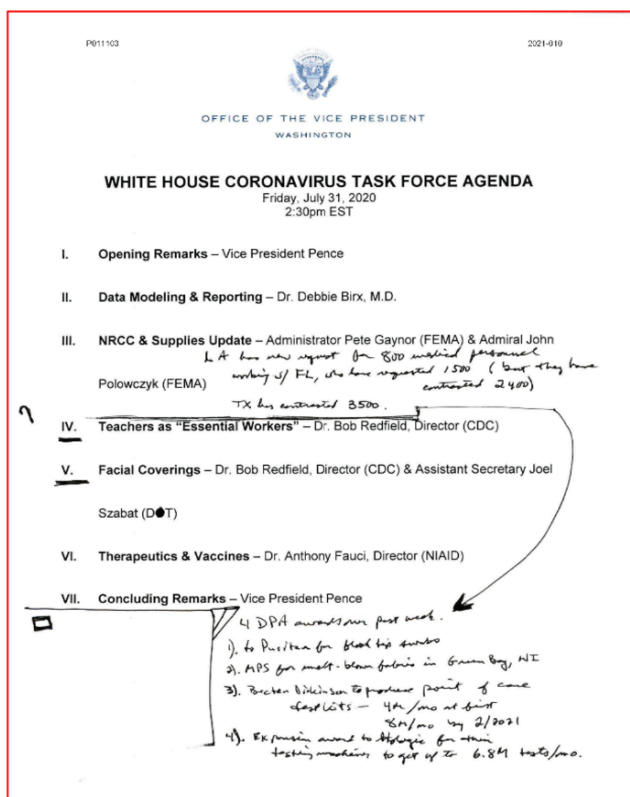 P011103 2021-010
OFFICE OF THE VICE PRESIDENT
WASHINGTON
WHITE HOUSE CORONAVIRUS TASK FORCE AGENDA
Friday, July 31, 2020
2:30pm EST
I. Opening Remarks – Vice President Pence
II. Data Modeling & Reporting – Dr. Debbie Birx, M.D.
III. NRCC & Supplies Update – Administrator Pete Gaynor (FEMA) & Admiral John
LA has new request for 800 medical personnel
working w/ FL, who have requested 1500 (but they have
Polowczyk (FEMA)
contracted 2400)
TX has contracted 3500.
?
IV. Teachers as "Essential Workers" – Dr. Bob Redfield, Director (CDC)
V. Facial Coverings – Dr. Bob Redfield, Director (CDC) & Assistant Secretary Joel
Szabat (DOT)
VI. Therapeutics & Vaccines – Dr. Anthony Fauci, Director (NIAID)
VII. Concluding Remarks – Vice President Pence
4 DPA awards over past week.
1). to Puritan for swabs
2). MPS for melt-blown fabric in Green Bay, WI
3). Becton Dickinson to produce point of care
test kits – 4M/mo at first
8M/mo by 2/2021
4). Expansion award to Hologic for their
testing machines to get up to 6.8M tests/mo.